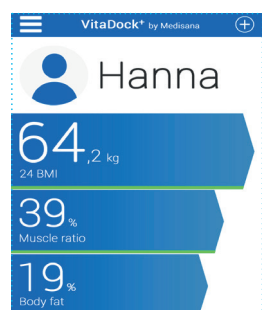 VitaDock+ by Medisana
Hanna
64,2 kg
24 BMI
39%
Muscle ratio
19%
Body fat